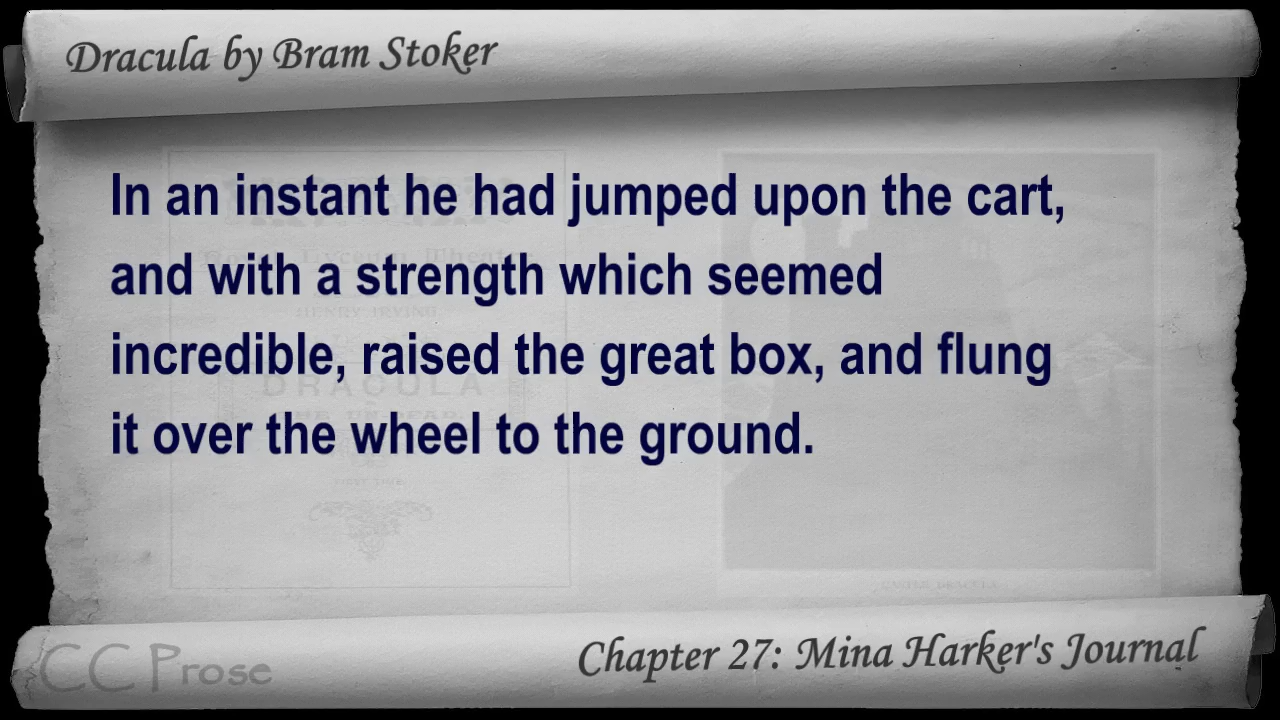 Dracula by Bram Stoker
In an instant he had jumped upon the cart,
and with a strength which seemed
incredible, raised the great box, and flung
it over the wheel to the ground.
HENRY IRVING
DRACULA
CC Prose
Chapter 27: Mina Harker's Journal